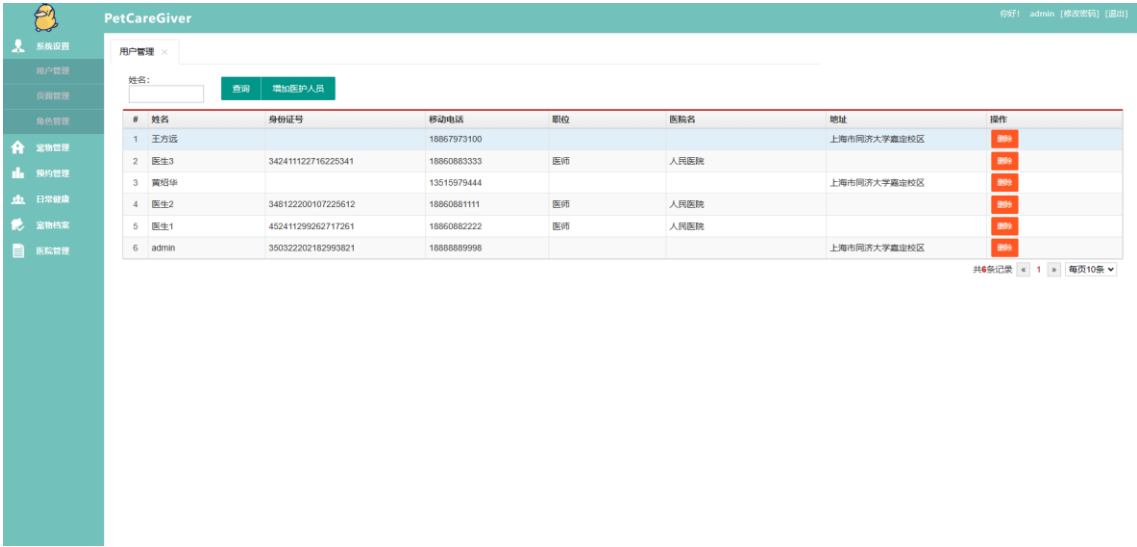 PetCareGiver
你好! admin [修改密码] [退出]
系统设置
用户管理
页面管理
角色管理
宠物管理
预约管理
日常健康
宠物档案
医院管理
用户管理 ×
姓名:
查询 增加医护人员
# 姓名 身份证号 移动电话 职位 医院名 地址 操作
1 王方远 18867973100 上海市同济大学嘉定校区 删除
2 医生3 342411122716225341 18860883333 医师 人民医院 删除
3 黄绍华 13515979444 上海市同济大学嘉定校区 删除
4 医生2 348122200107225612 18860881111 医师 人民医院 删除
5 医生1 452411299262717261 18860882222 医师 人民医院 删除
6 admin 350322202182993821 18888889998 上海市同济大学嘉定校区 删除
共6条记录 « 1 » 每页10条